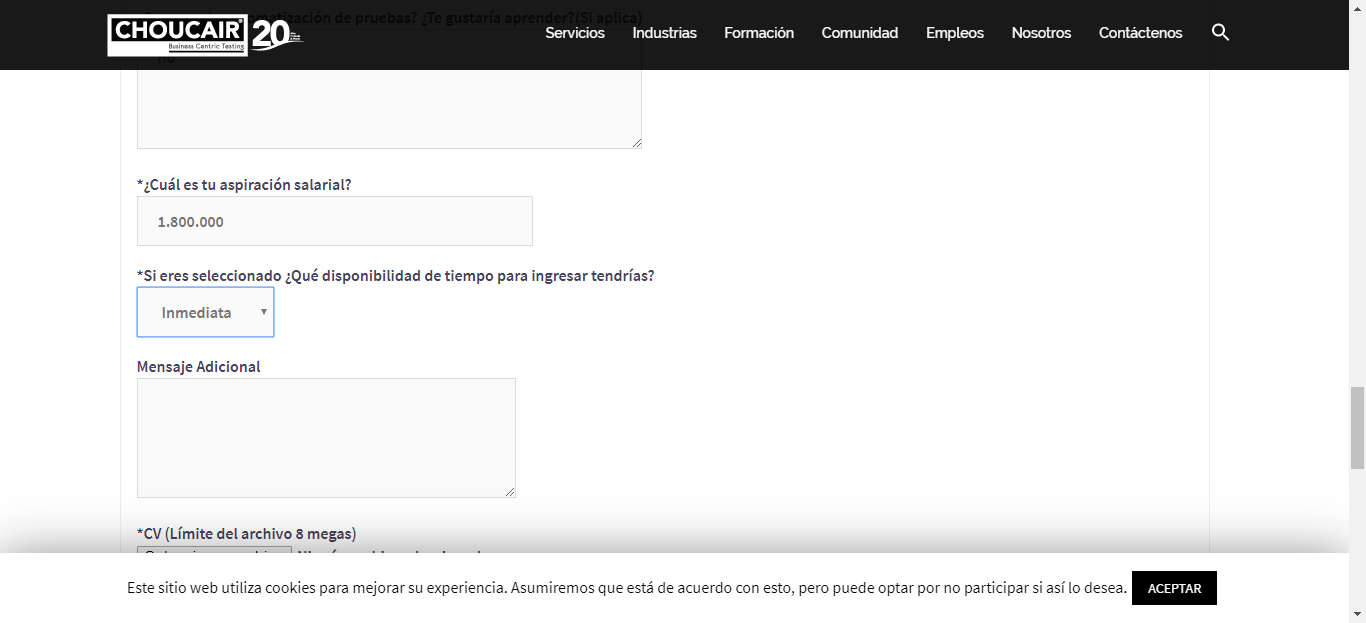 automatización de pruebas? ¿Te gustaría aprender?(Si aplica)
CHOUCAIR
Business Centric Testing
20
Servicios Industrias Formación Comunidad Empleos Nosotros Contáctenos
no
*¿Cuál es tu aspiración salarial?
1.800.000
*Si eres seleccionado ¿Qué disponibilidad de tiempo para ingresar tendrías?
Inmediata
Mensaje Adicional
*CV (Límite del archivo 8 megas)
Este sitio web utiliza cookies para mejorar su experiencia. Asumiremos que está de acuerdo con esto, pero puede optar por no participar si así lo desea.
ACEPTAR